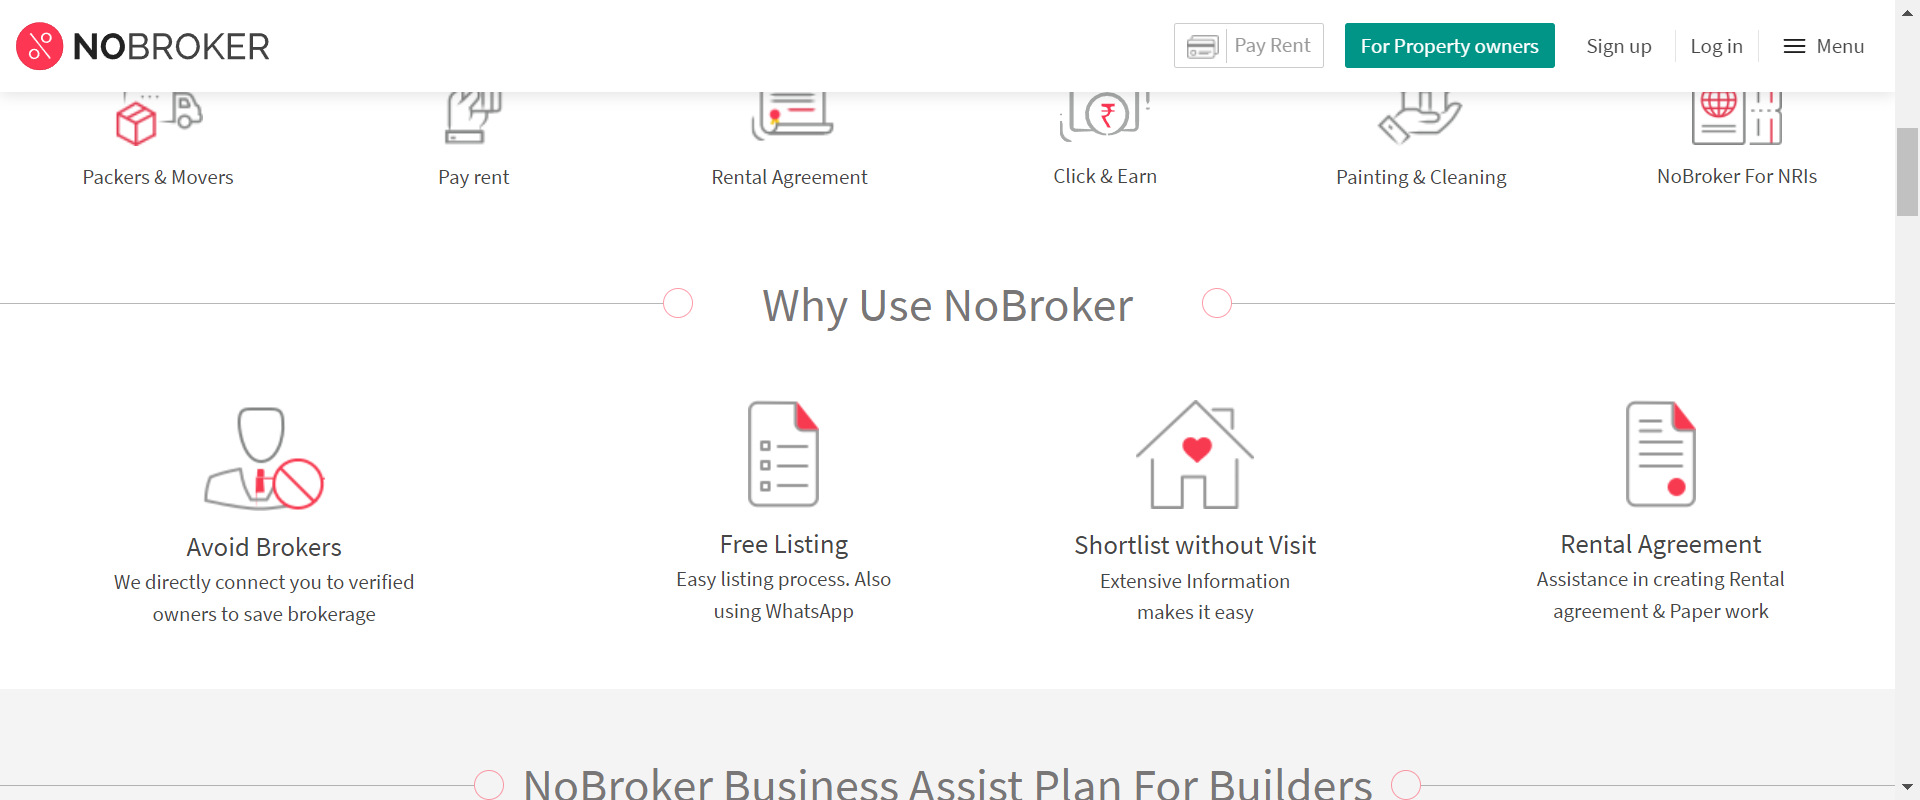 NOBROKER
Pay Rent
For Property owners
Sign up
Log in
Menu
Packers & Movers
Pay rent
Rental Agreement
Click & Earn
Painting & Cleaning
NoBroker For NRIs
Why Use NoBroker
Avoid Brokers
We directly connect you to verified
owners to save brokerage
Free Listing
Easy listing process. Also
using WhatsApp
Shortlist without Visit
Extensive Information
makes it easy
Rental Agreement
Assistance in creating Rental
agreement & Paper work
NoBroker Business Assist Plan For Builders